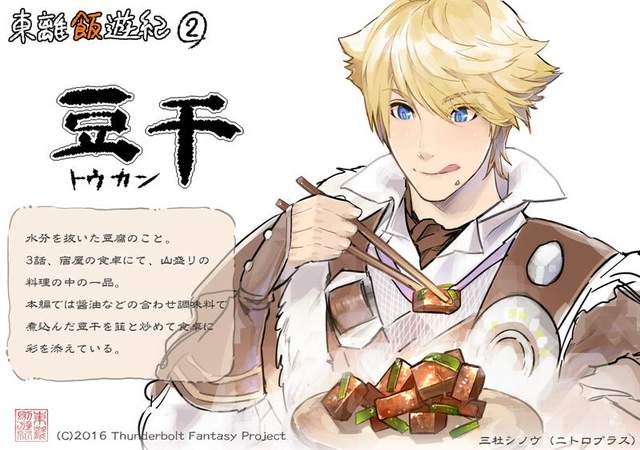 東離飯遊紀②
豆干
トウカン
水分を抜いた豆腐のこと。
3話、宿屋の食卓にて、山盛りの
料理の中の一品。
本編では醤油などの合わせ調味料で
煮込んだ豆干を韮と炒めて食卓に
彩を添えている。
(C)2016 Thunderbolt Fantasy Project
三杜シノヴ(ニトロプラス)